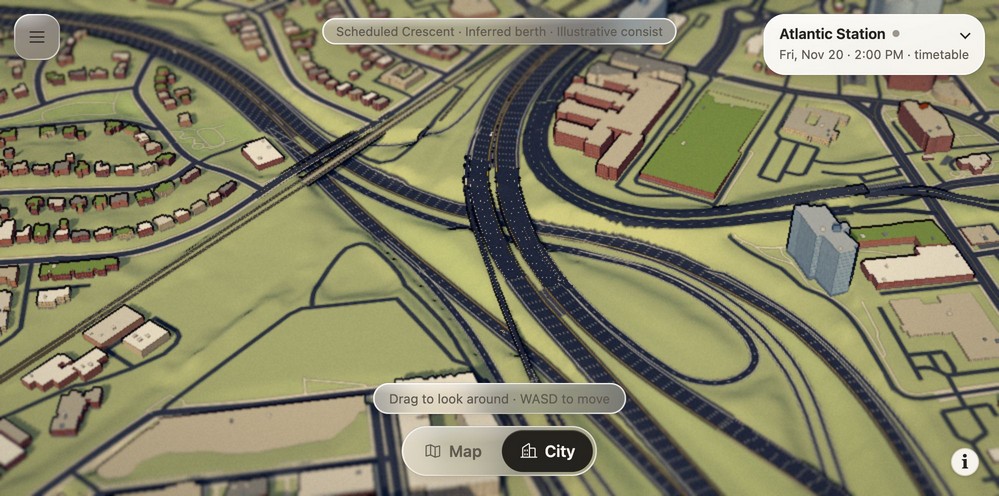 Scheduled Crescent · Inferred berth · Illustrative consist
Atlantic Station
Fri, Nov 20 · 2:00 PM · timetable
Drag to look around · WASD to move
Map
City
i